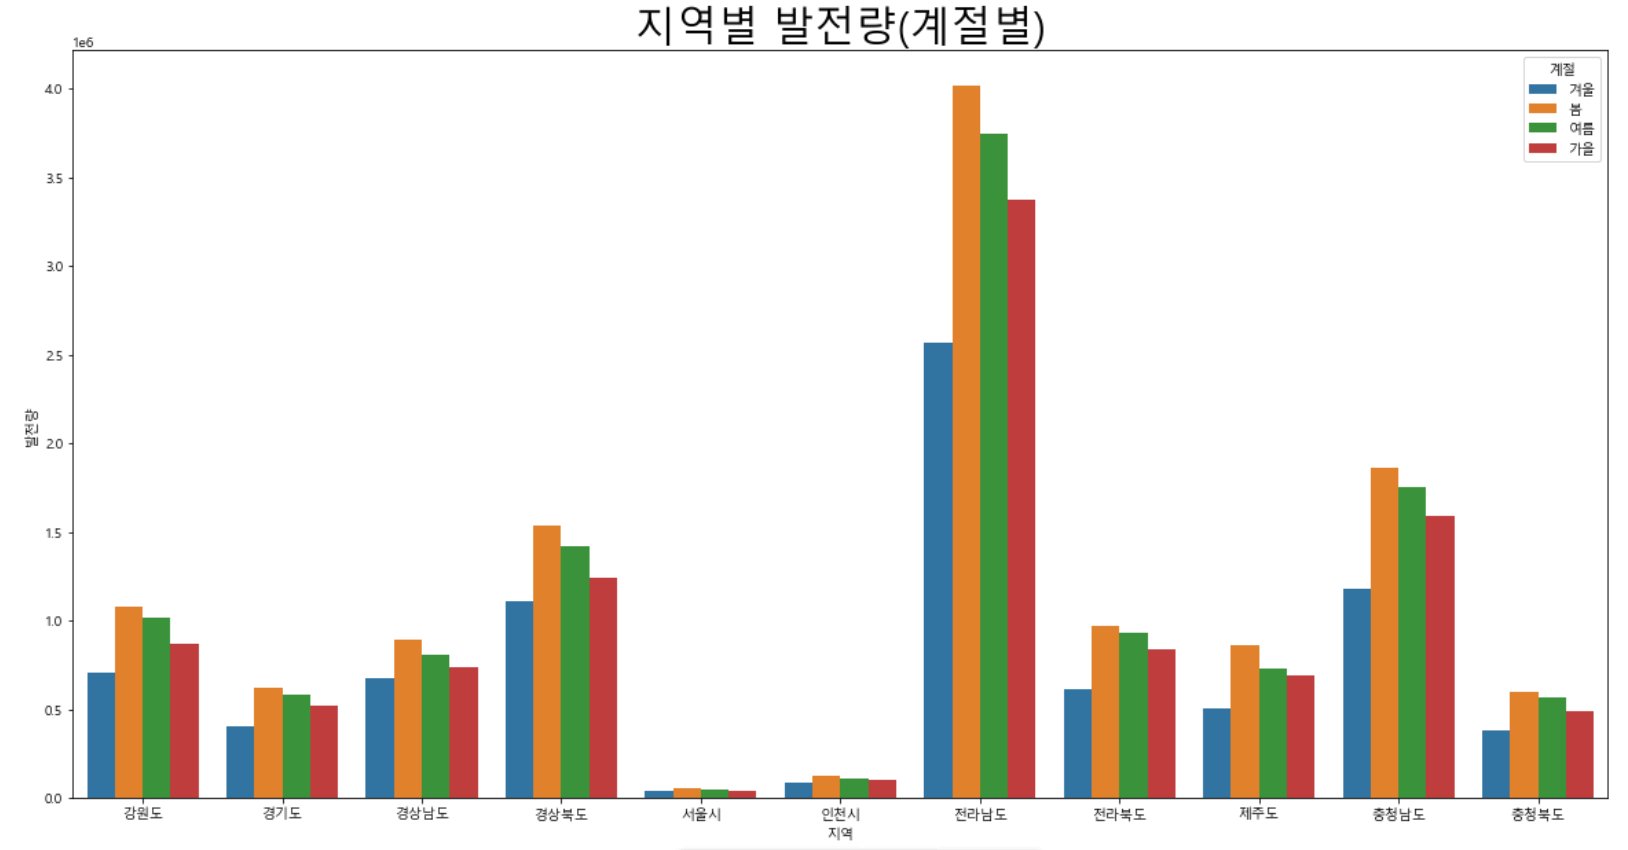 지역별 발전량(계절별)
1e6
계절
겨울
봄
여름
가을
4.0
3.5
3.0
2.5
2.0
1.5
1.0
0.5
0.0
발전량
강원도 경기도 경상남도 경상북도 서울시 인천시 전라남도 전라북도 제주도 충청남도 충청북도
지역